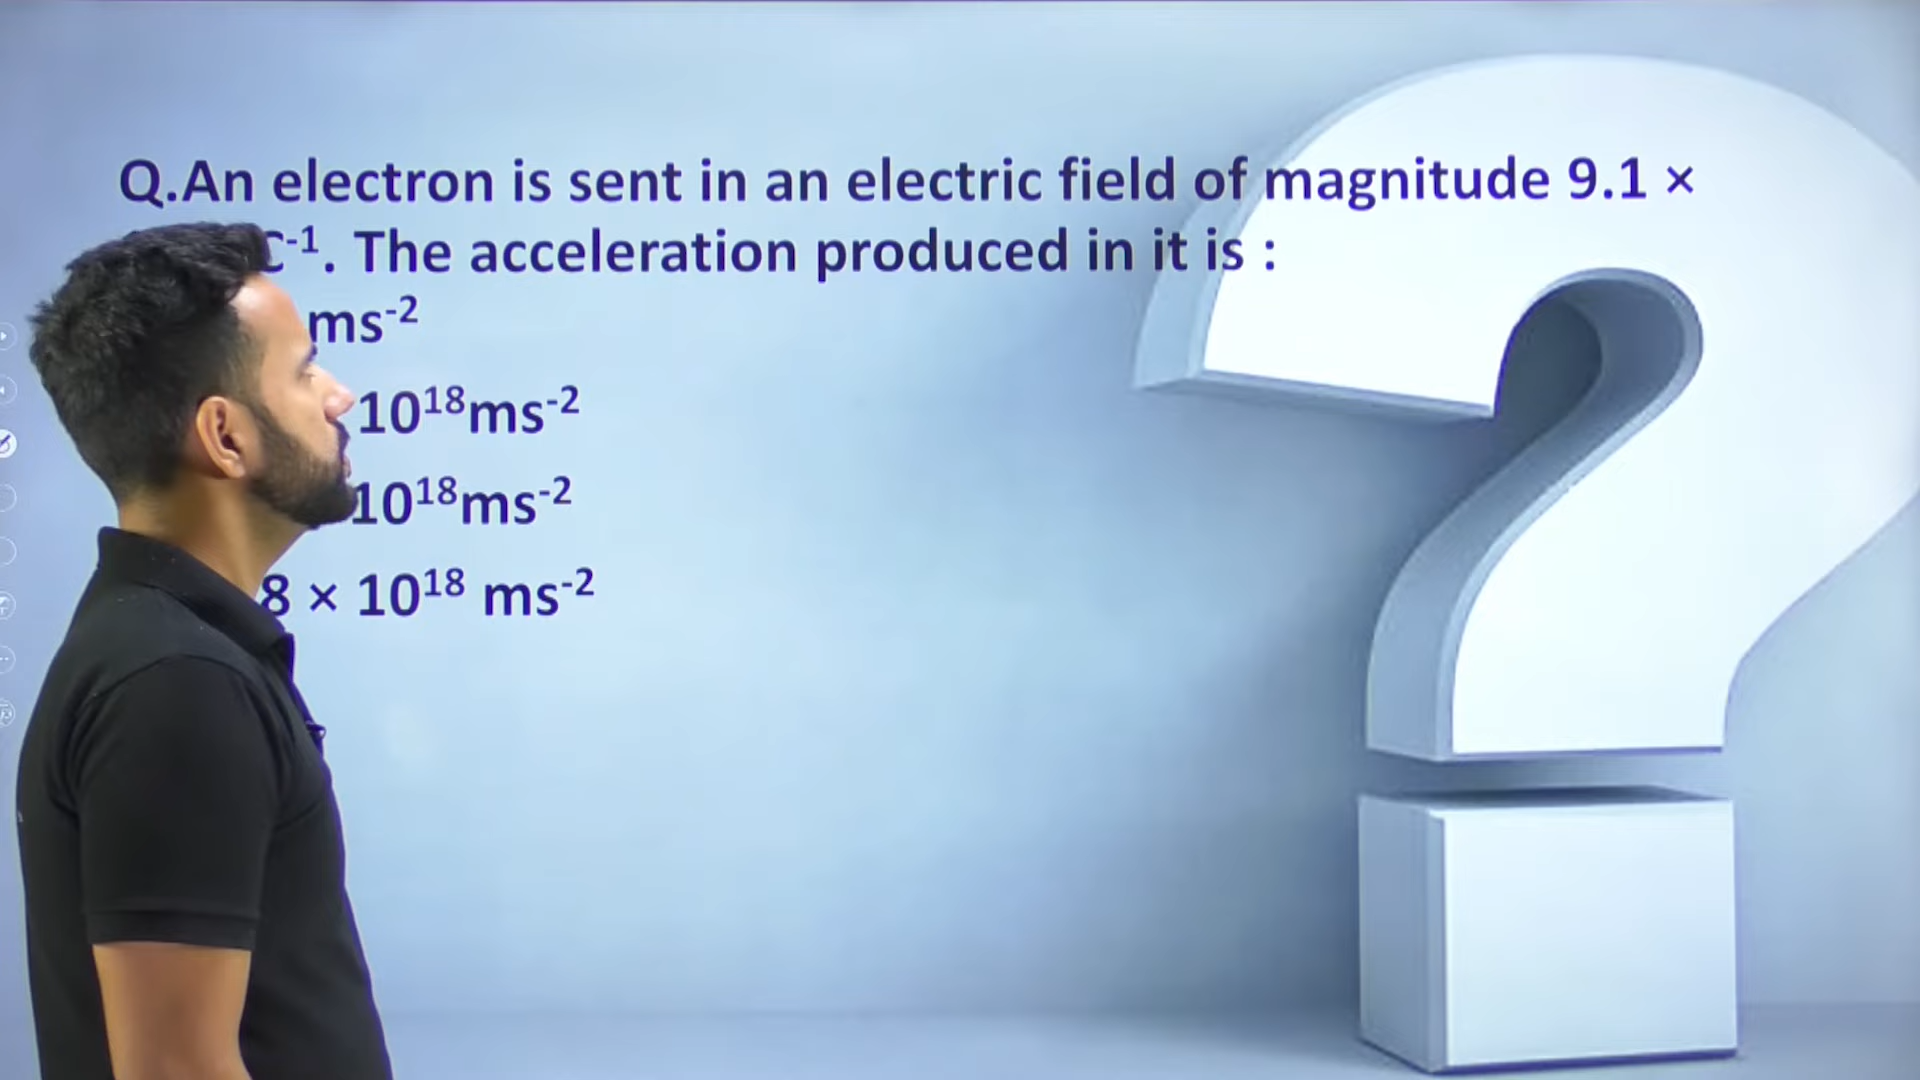 Q.An electron is sent in an electric field of magnitude 9.1 ×
C⁻¹. The acceleration produced in it is :
ms⁻²
10¹⁸ms⁻²
10¹⁸ms⁻²
8 × 10¹⁸ ms⁻²